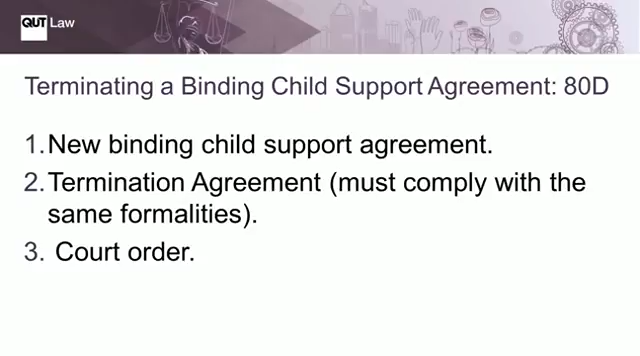 QUT Law
Terminating a Binding Child Support Agreement: 80D
1. New binding child support agreement.
2. Termination Agreement (must comply with the
same formalities).
3. Court order.